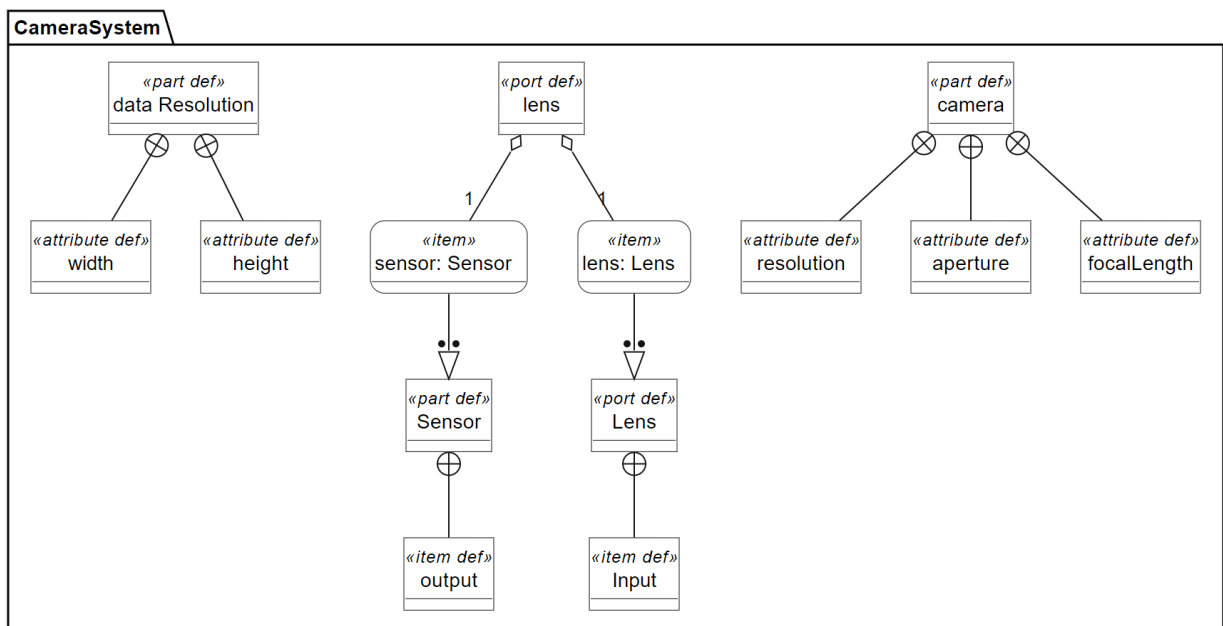 CameraSystem
«part def»
data Resolution
«port def»
lens
«part def»
camera
1
1
«attribute def»
width
«attribute def»
height
«item»
sensor: Sensor
«item»
lens: Lens
«attribute def»
resolution
«attribute def»
aperture
«attribute def»
focalLength
«part def»
Sensor
«port def»
Lens
«item def»
output
«item def»
Input